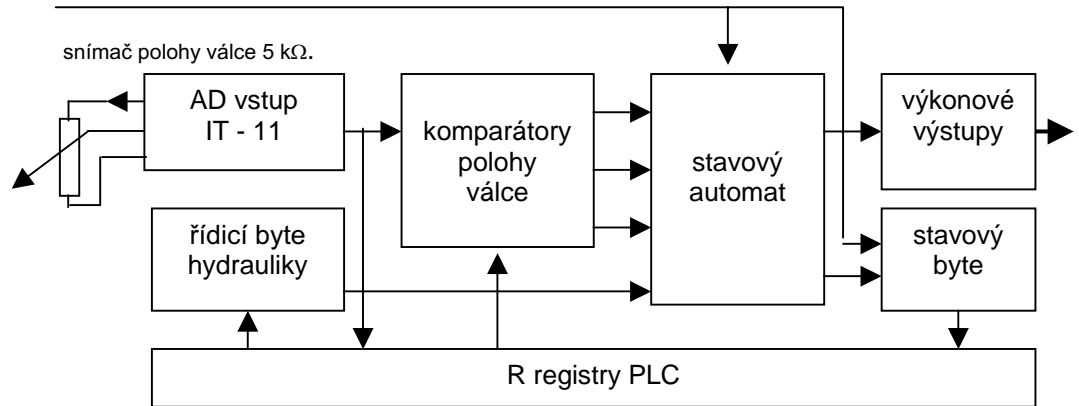 snímač polohy válce 5 kΩ.
AD vstup
IT - 11
komparátory
polohy
válce
stavový
automat
výkonové
výstupy
řídicí byte
hydrauliky
stavový
byte
R registry PLC